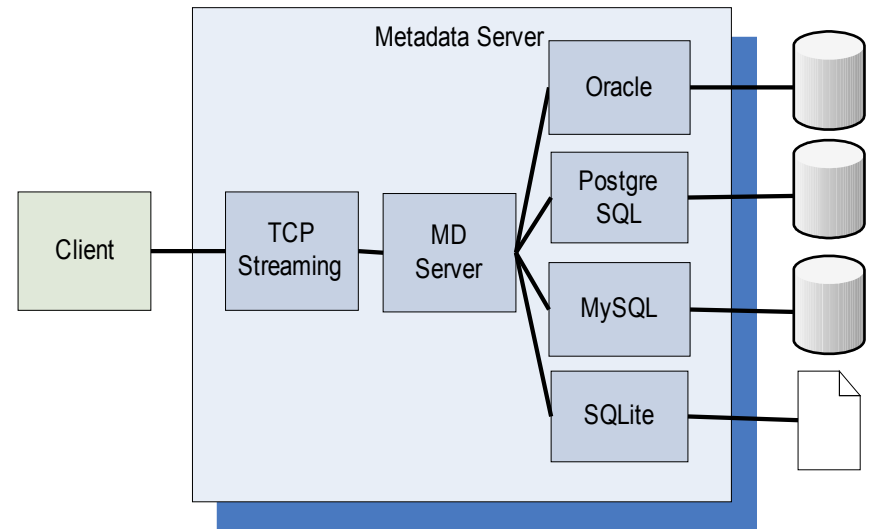 Metadata Server
Oracle
Postgre
SQL
Client
TCP
Streaming
MD
Server
MySQL
SQLite